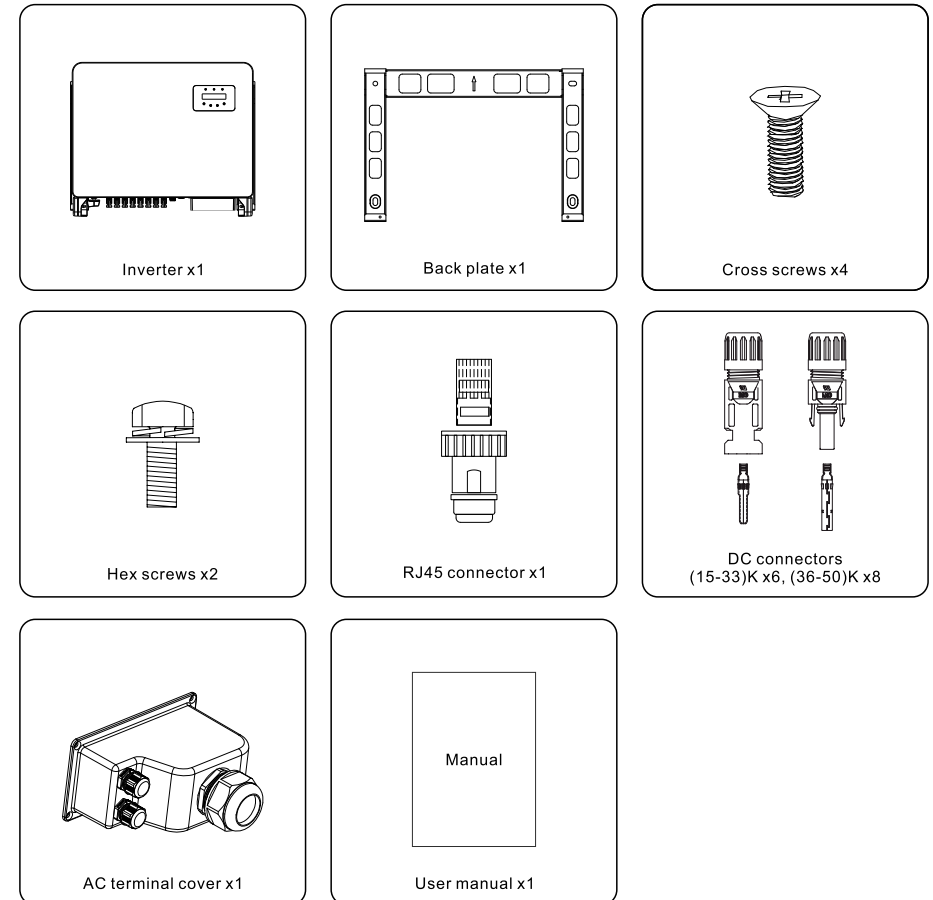 Inverter x1
Back plate x1
Cross screws x4
Hex screws x2
RJ45 connector x1
DC connectors
(15-33)K x6, (36-50)K x8
AC terminal cover x1
Manual
User manual x1